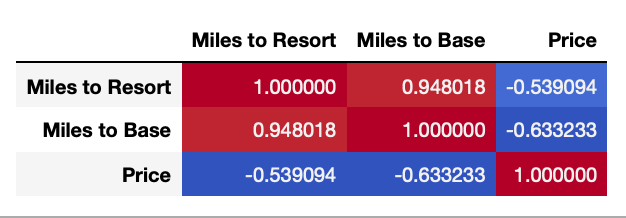 Miles to Resort Miles to Base Price
Miles to Resort 1.000000 0.948018 -0.539094
Miles to Base 0.948018 1.000000 -0.633233
Price -0.539094 -0.633233 1.000000